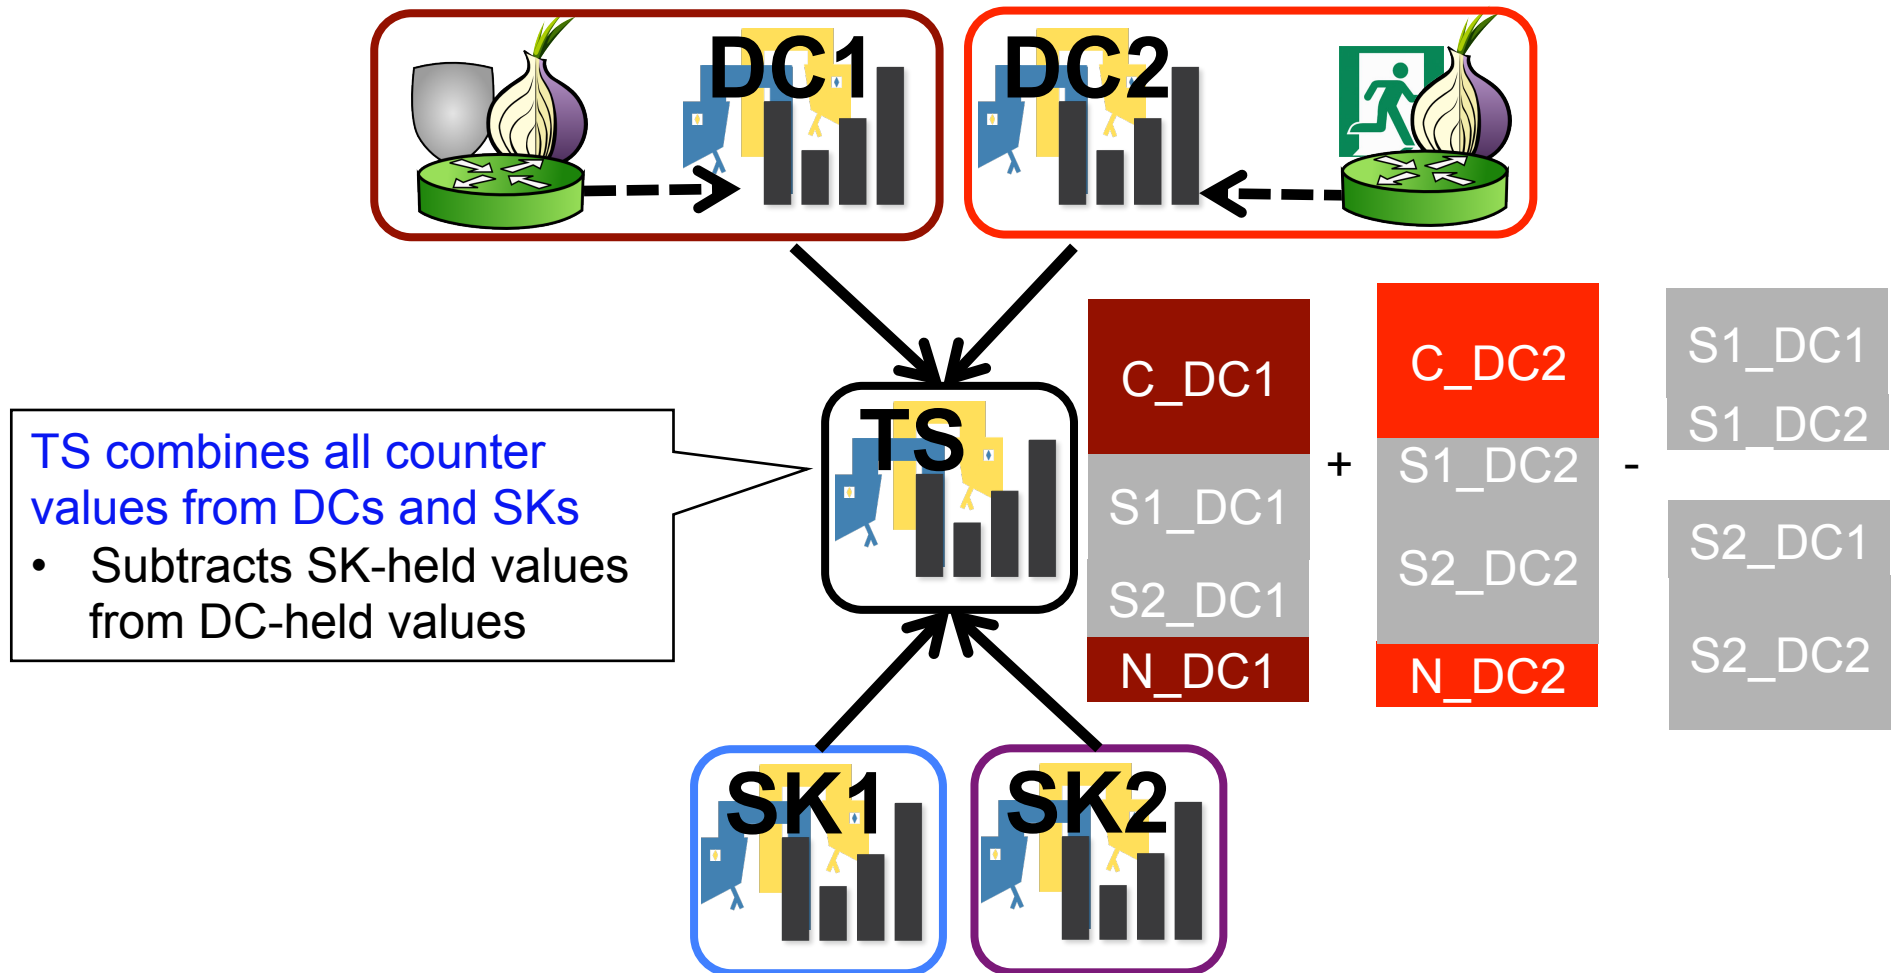 DC1
DC2
TS combines all counter
values from DCs and SKs
• Subtracts SK-held values
from DC-held values
TS
C_DC1
S1_DC1
S2_DC1
N_DC1
+
C_DC2
S1_DC2
S2_DC2
N_DC2
-
S1_DC1
S1_DC2
S2_DC1
S2_DC2
SK1
SK2